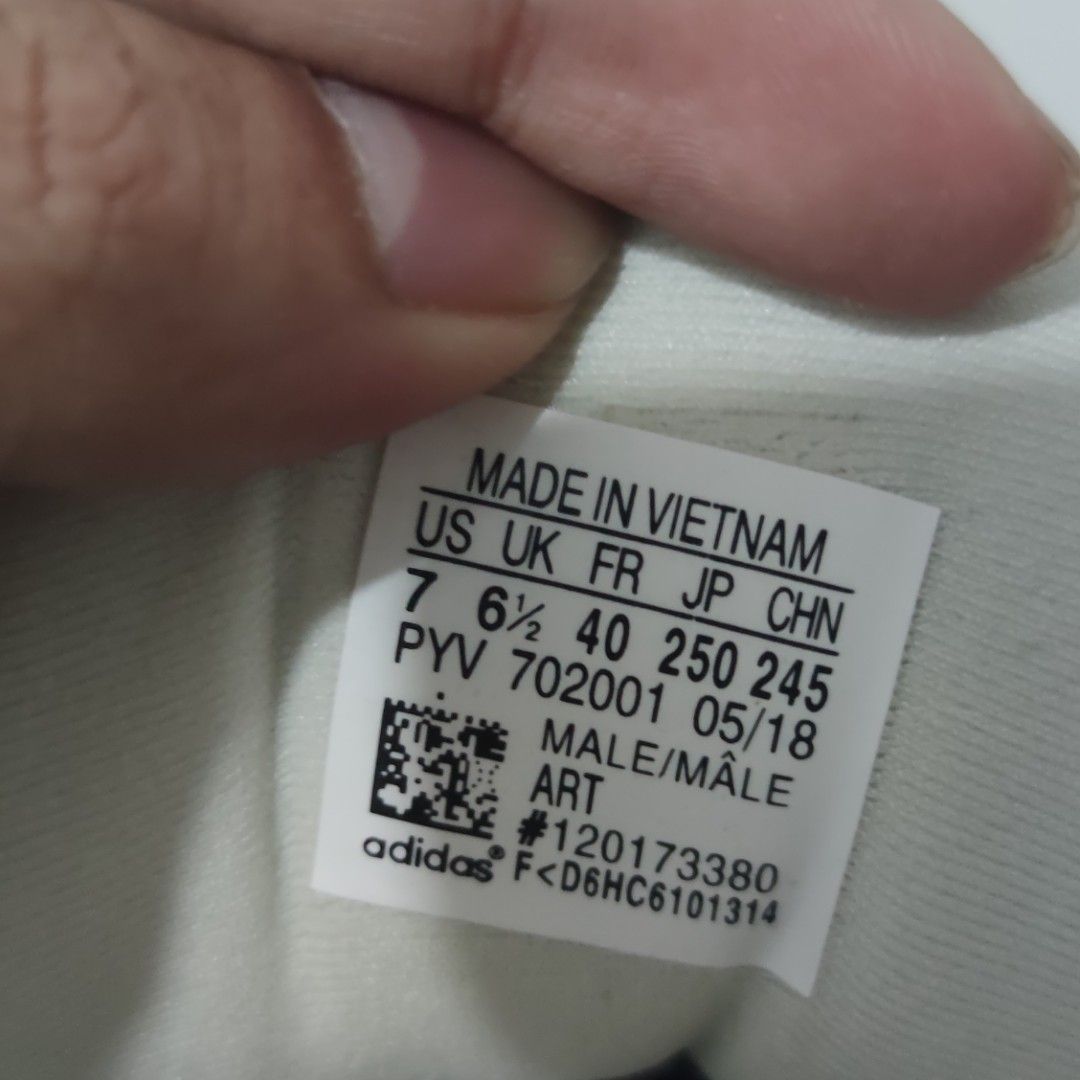 MADE IN VIETNAM
US UK FR JP CHN
7 6½ 40 250 245
PYV 702001 05/18
MALE/MÂLE
ART
#120173380
adidas® F<D6HC6101314